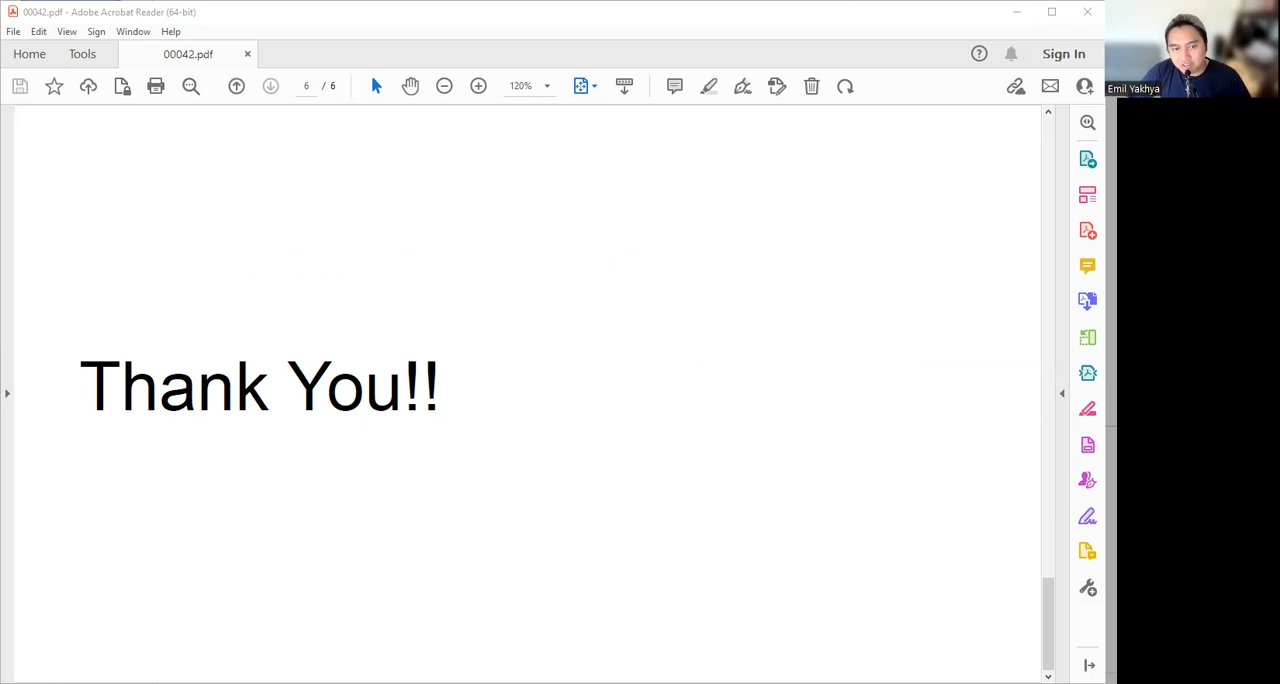 00042.pdf - Adobe Acrobat Reader (64-bit)
File Edit View Sign Window Help
Home Tools 00042.pdf × Sign In
6 / 6 120%
Emil Yakhya
Thank You!!